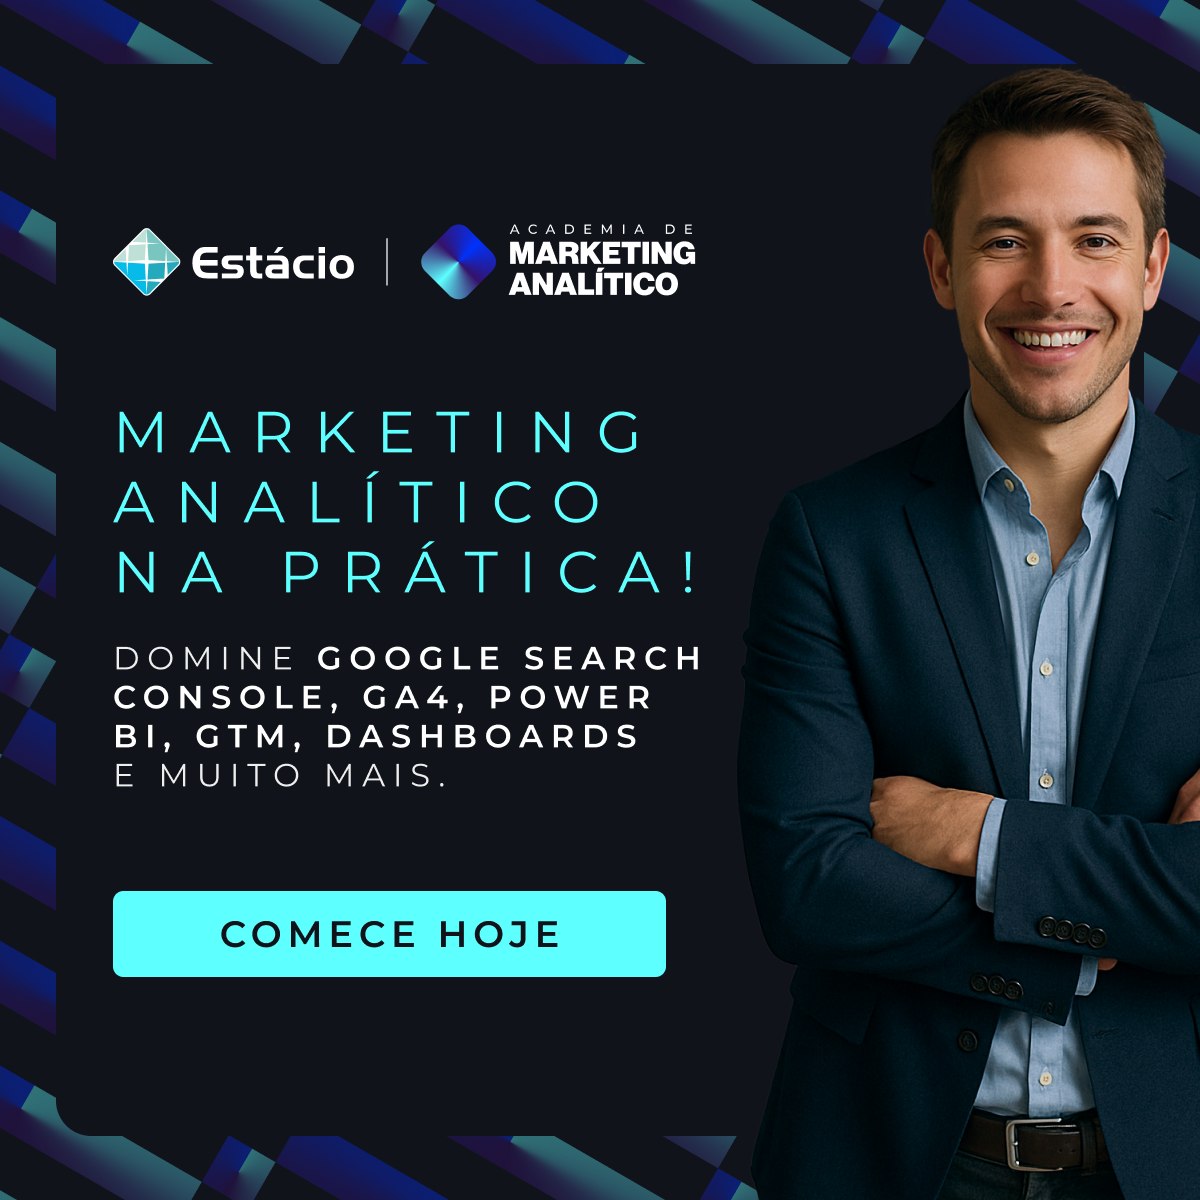 Estácio
ACADEMIA DE
MARKETING
ANALÍTICO
MARKETING
ANALÍTICO
NA PRÁTICA!
DOMINE GOOGLE SEARCH
CONSOLE, GA4, POWER
BI, GTM, DASHBOARDS
E MUITO MAIS.
COMECE HOJE